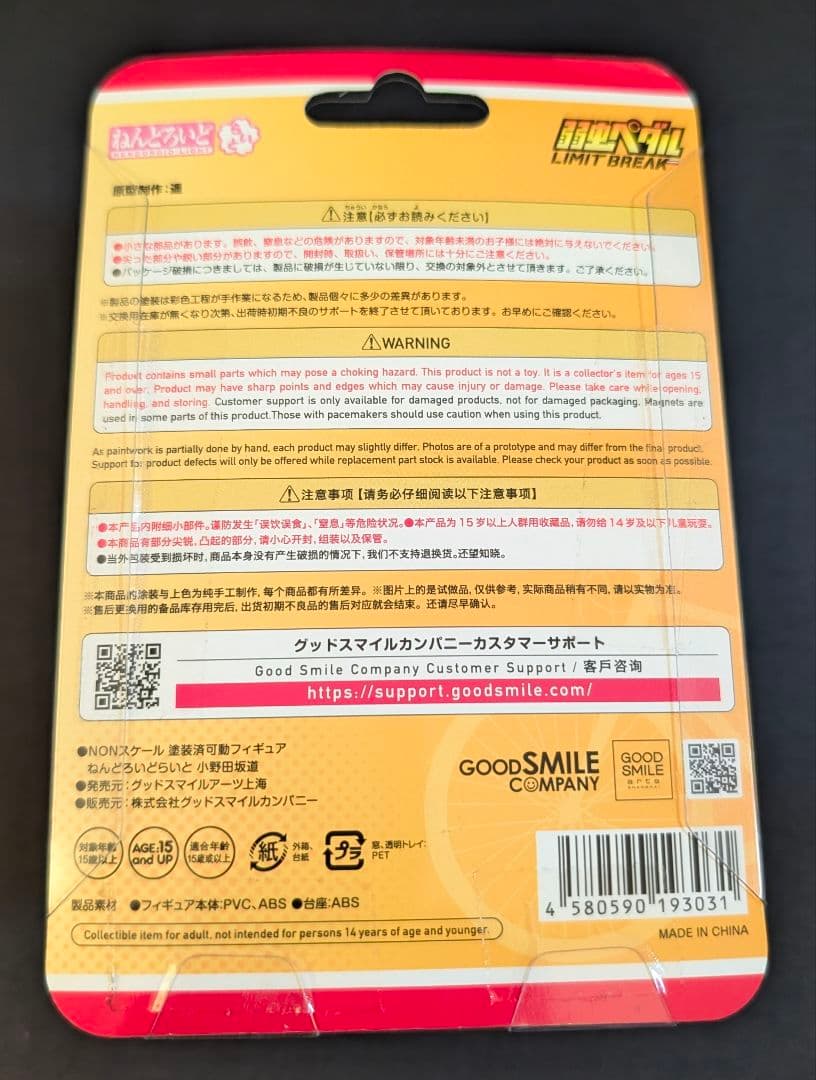 ねんどろいど
NENDOROID LIGHT
らいと
弱虫ペダル
LIMIT BREAK
原型制作：遥
⚠注意【必ずお読みください】
ちゅうい かなら よ
●小さな部品があります。誤飲、窒息などの危険がありますので、対象年齢未満のお子様には絶対に与えないでください。
●尖った部分や鋭い部分がありますので、開封時、取扱い、保管場所には十分にご注意ください。
●パッケージ破損につきましては、製品に破損が生じていない限り、交換の対象外とさせて頂きます。ご了承ください。
※製品の塗装は彩色工程が手作業になるため、製品個々に多少の差異があります。
※交換用在庫が無くなり次第、出荷時初期不良のサポートを終了させて頂いております。お早めにご確認ください。
⚠WARNING
Product contains small parts which may pose a choking hazard. This product is not a toy. It is a collector's item for ages 15
and over. Product may have sharp points and edges which may cause injury or damage. Please take care while opening,
handling, and storing. Customer support is only available for damaged products, not for damaged packaging. Magnets are
used in some parts of this product.Those with pacemakers should use caution when using this product.
As paintwork is partially done by hand, each product may slightly differ. Photos are of a prototype and may differ from the final product.
Support for product defects will only be offered while replacement part stock is available. Please check your product as soon as possible.
⚠注意事项【请务必仔细阅读以下注意事项】
●本产品内附细小部件。谨防发生「误饮误食」、「窒息」等危险状况。●本产品为15岁以上人群用收藏品，请勿给14岁及以下儿童玩耍。
●本商品有部分尖锐，凸起的部分，请小心开封，组装以及保管。
●当外包装受到损坏时，商品本身没有产生破损的情况下，我们不支持退换货。还望知晓。
※本商品的涂装与上色为纯手工制作，每个商品都有所差异。※图片上的是试做品，仅供参考，实际商品稍有不同，请以实物为准。
※售后更换用的备品库存用完后，出货初期不良品的售后对应就会结束。还请尽早确认。
グッドスマイルカンパニーカスタマーサポート
Good Smile Company Customer Support / 客戶咨询
https://support.goodsmile.com/
●NONスケール 塗装済可動フィギュア
ねんどろいどらいと 小野田坂道
●発売元：グッドスマイルアーツ上海
●販売元：株式会社グッドスマイルカンパニー
GOODSMILE
COMPANY
GOOD
SMILE
arts
SHANGHAI
対象年齢
15歳以上
AGE:15
and UP
适合年龄
15岁或以上
紙
外箱、
台紙
プラ
窓、透明トレイ:
PET
製品素材 ●フィギュア本体:PVC、ABS ●台座:ABS
4 580590 193031
Collectible item for adult, not intended for persons 14 years of age and younger.
MADE IN CHINA